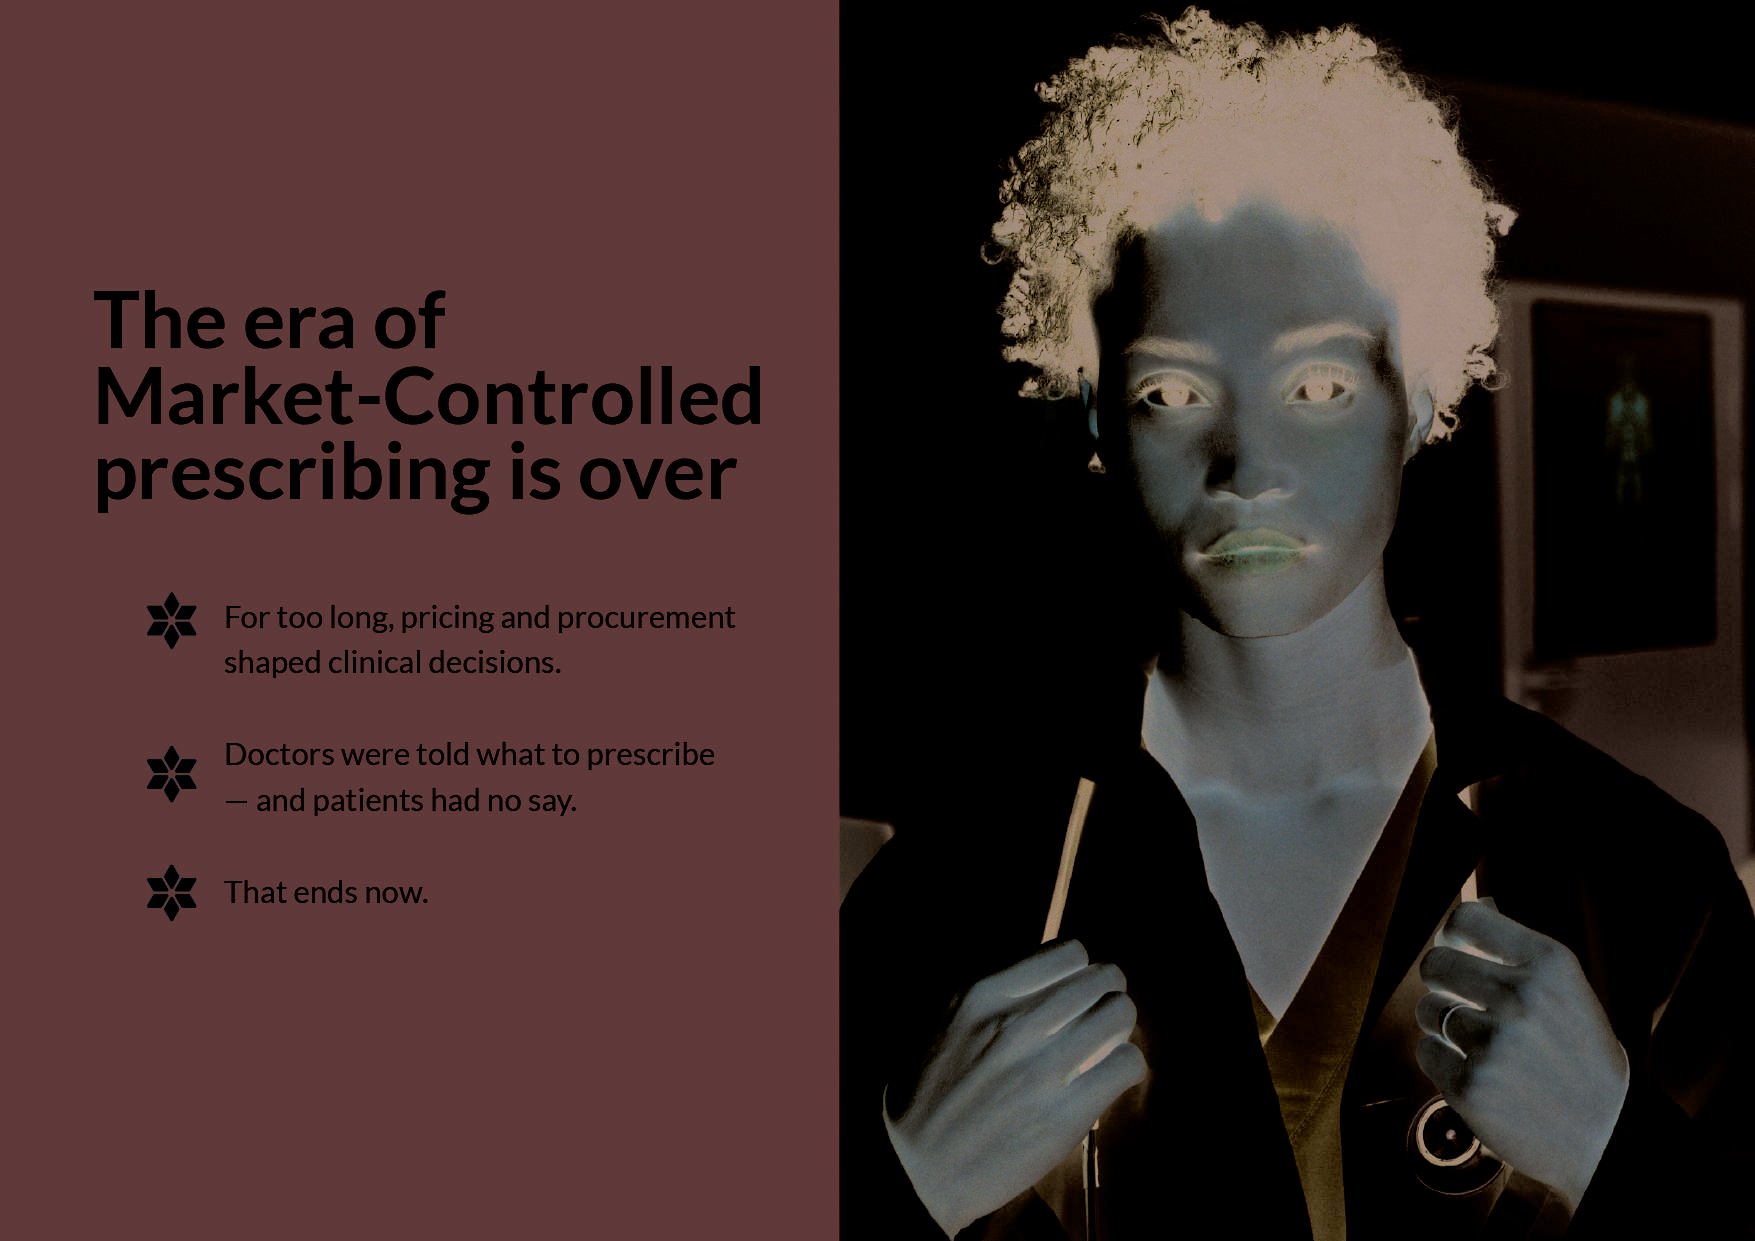 The era of
Market-Controlled
prescribing is over
For too long, pricing and procurement
shaped clinical decisions.
Doctors were told what to prescribe
— and patients had no say.
That ends now.